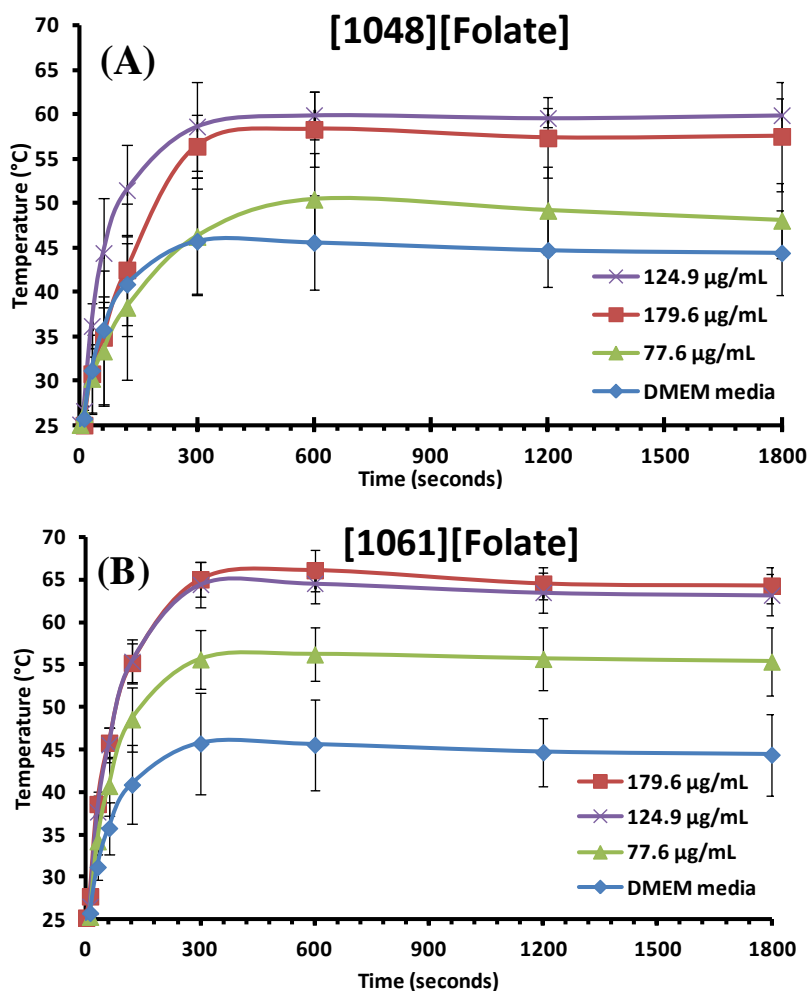 [1048][Folate]
(A)
Temperature (°C)
70
65
60
55
50
45
40
35
30
25
124.9 µg/mL
179.6 µg/mL
77.6 µg/mL
DMEM media
0 300 600 900 1200 1500 1800
Time (seconds)
[1061][Folate]
(B)
Temperature (°C)
70
65
60
55
50
45
40
35
30
25
179.6 µg/mL
124.9 µg/mL
77.6 µg/mL
DMEM media
0 300 600 900 1200 1500 1800
Time (seconds)